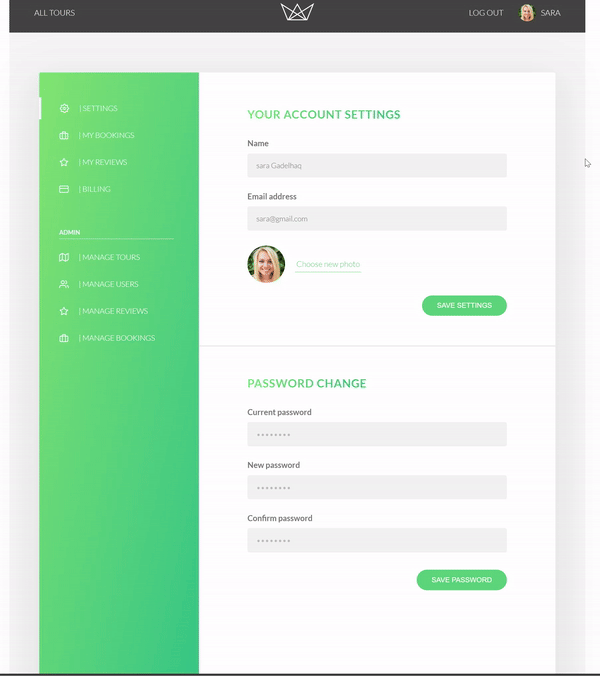 ALL TOURS
LOG OUT
SARA
| SETTINGS
| MY BOOKINGS
| MY REVIEWS
| BILLING
ADMIN
| MANAGE TOURS
| MANAGE USERS
| MANAGE REVIEWS
| MANAGE BOOKINGS
YOUR ACCOUNT SETTINGS
Name
sara Gadelhaq
Email address
sara@gmail.com
Choose new photo
SAVE SETTINGS
PASSWORD CHANGE
Current password
••••••••
New password
••••••••
Confirm password
••••••••
SAVE PASSWORD